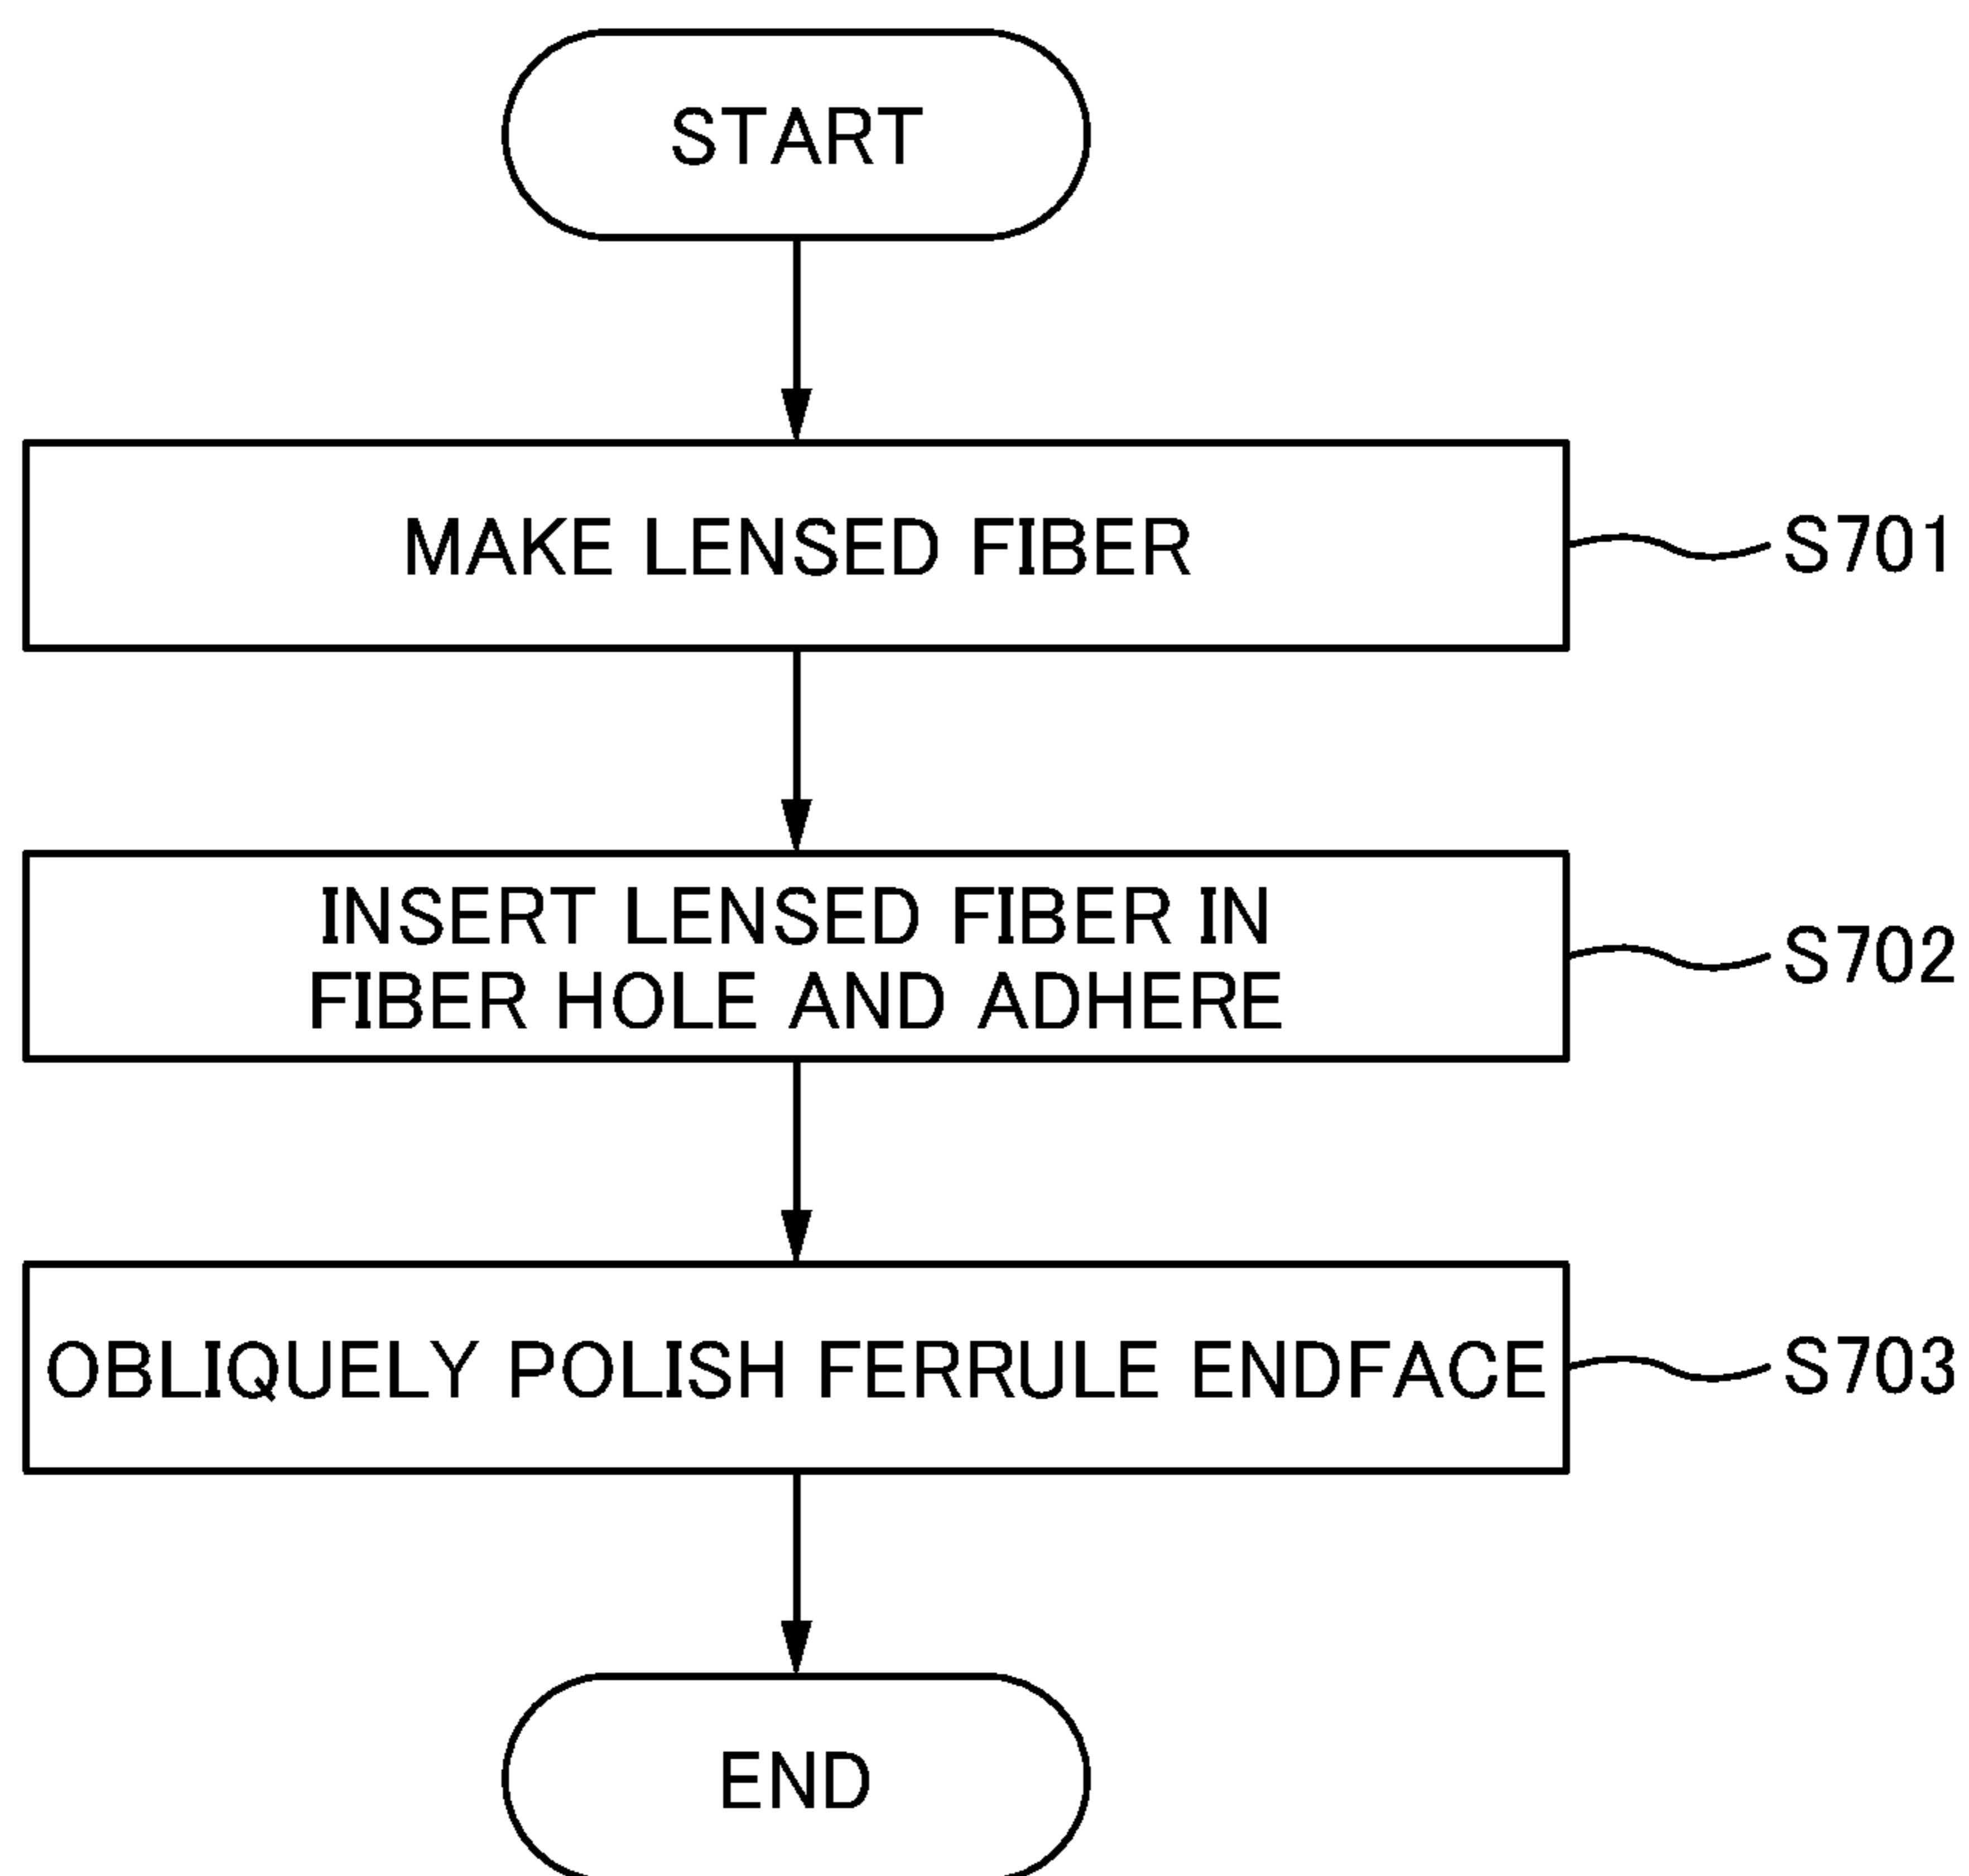 START
MAKE LENSED FIBER
S701
INSERT LENSED FIBER IN
FIBER HOLE AND ADHERE
S702
OBLIQUELY POLISH FERRULE ENDFACE
S703
END